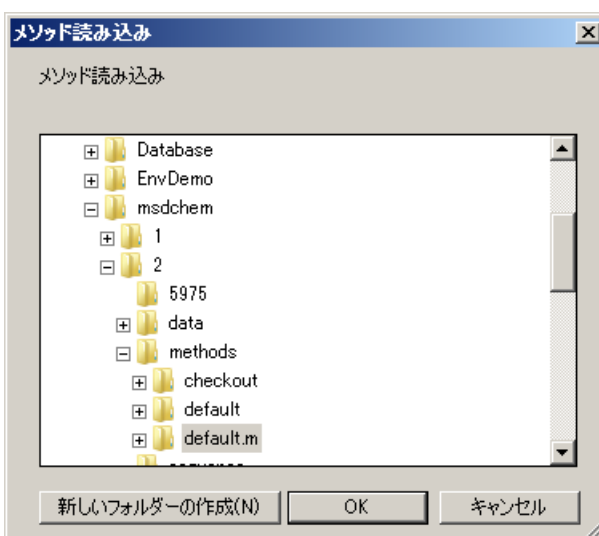 メソッド読み込み
メソッド読み込み
Database
EnvDemo
msdchem
1
2
5975
data
methods
checkout
default
default.m
新しいフォルダーの作成(N)
OK
キャンセル